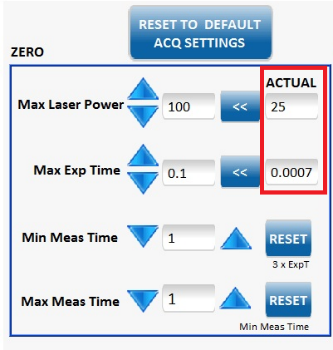 RESET TO DEFAULT
ACQ SETTINGS
ZERO
ACTUAL
Max Laser Power 100 << 25
Max Exp Time 0.1 << 0.0007
Min Meas Time 1 RESET
3 x ExpT
Max Meas Time 1 RESET
Min Meas Time